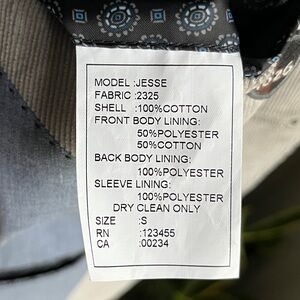 MODEL :JESSE
FABRIC :2325
SHELL :100%COTTON
FRONT BODY LINING:
50%POLYESTER
50%COTTON
BACK BODY LINING:
100%POLYESTER
SLEEVE LINING:
100%POLYESTER
DRY CLEAN ONLY
SIZE :S
RN :123455
CA :00234